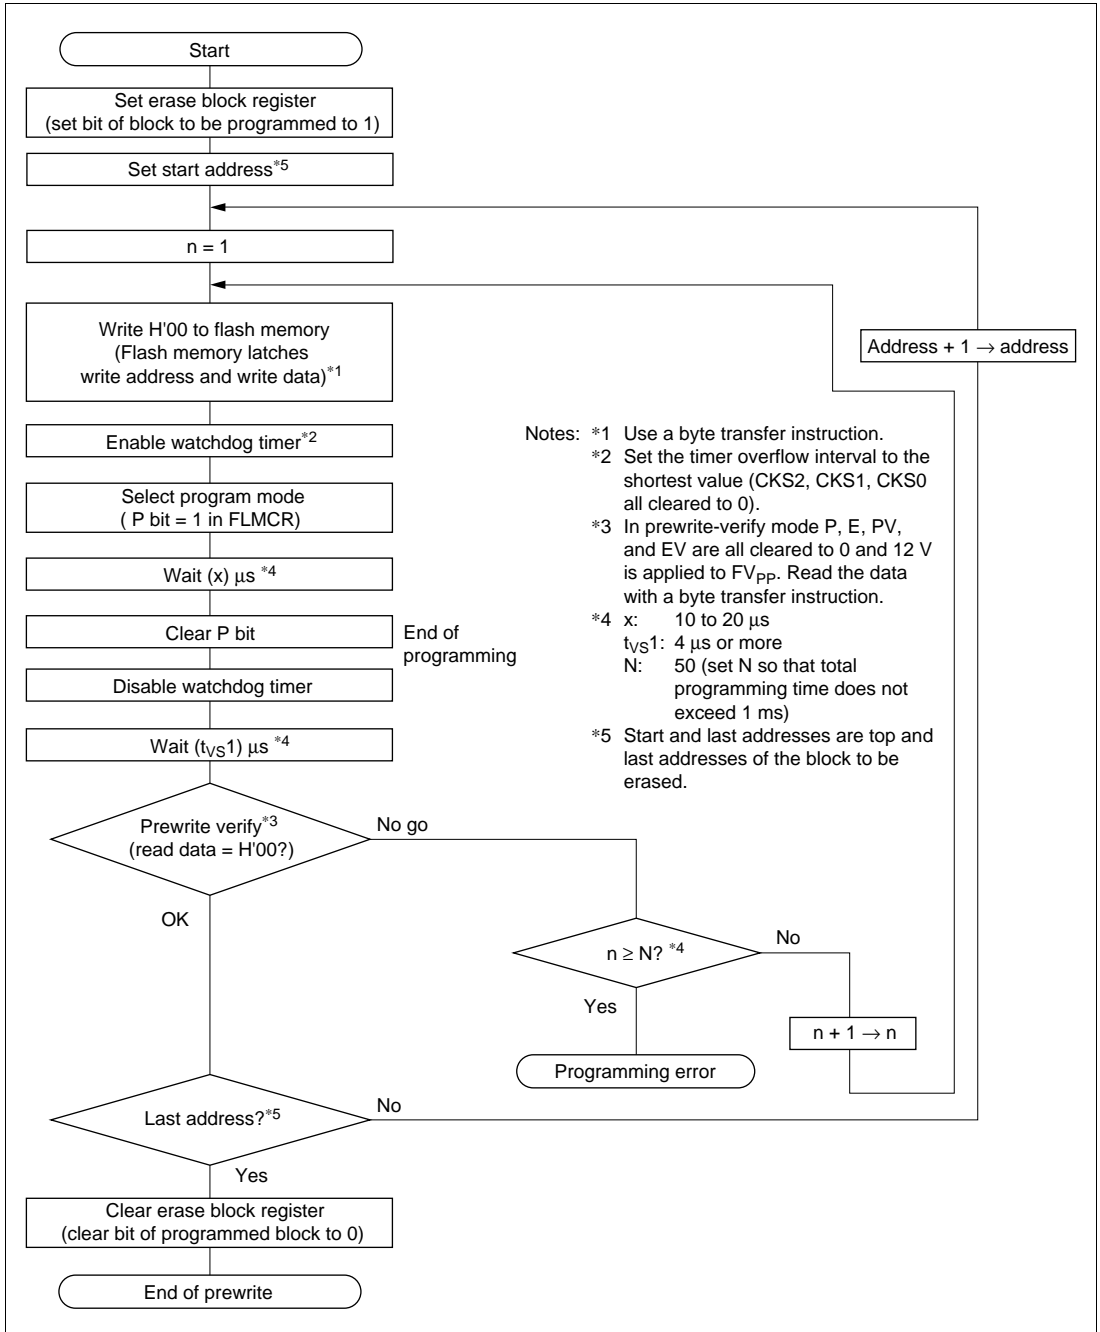 Start
Set erase block register
(set bit of block to be programmed to 1)
Set start address*5
n = 1
Write H'00 to flash memory
(Flash memory latches
write address and write data)*1
Enable watchdog timer*2
Select program mode
( P bit = 1 in FLMCR)
Wait (x) μs *4
Clear P bit
End of
programming
Disable watchdog timer
Wait (tVS1) μs *4
Prewrite verify*3
(read data = H'00?)
No go
OK
n ≥ N? *4
No
Yes
n + 1 → n
Programming error
Address + 1 → address
Last address?*5
No
Yes
Clear erase block register
(clear bit of programmed block to 0)
End of prewrite
Notes: *1 Use a byte transfer instruction.
*2 Set the timer overflow interval to the
shortest value (CKS2, CKS1, CKS0
all cleared to 0).
*3 In prewrite-verify mode P, E, PV,
and EV are all cleared to 0 and 12 V
is applied to FVPP. Read the data
with a byte transfer instruction.
*4 x: 10 to 20 μs
tVS1: 4 μs or more
N: 50 (set N so that total
programming time does not
exceed 1 ms)
*5 Start and last addresses are top and
last addresses of the block to be
erased.